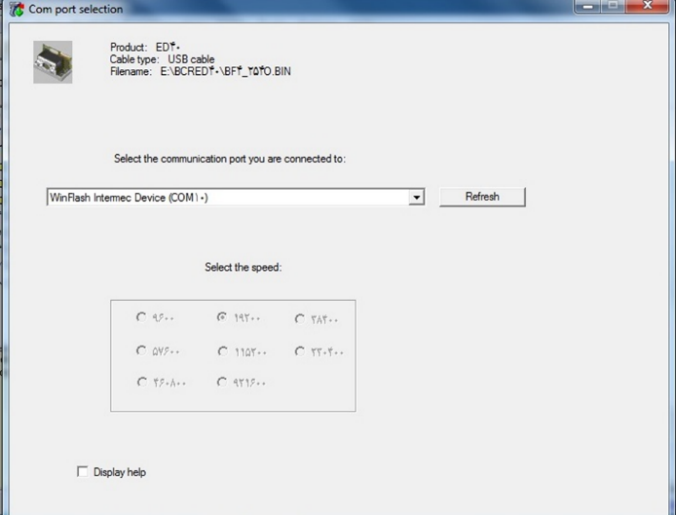 Com port selection
Product: ED۴۰
Cable type: USB cable
Filename: E:\BCRED۴۰\BF۴_۲۵۴O.BIN
Select the communication port you are connected to:
WinFlash Intermec Device (COM۱۰)
Refresh
Select the speed:
۹۶۰۰ ۱۹۲۰۰ ۳۸۴۰۰
۵۷۶۰۰ ۱۱۵۲۰۰ ۲۳۰۴۰۰
۴۶۰۸۰۰ ۹۲۱۶۰۰
Display help